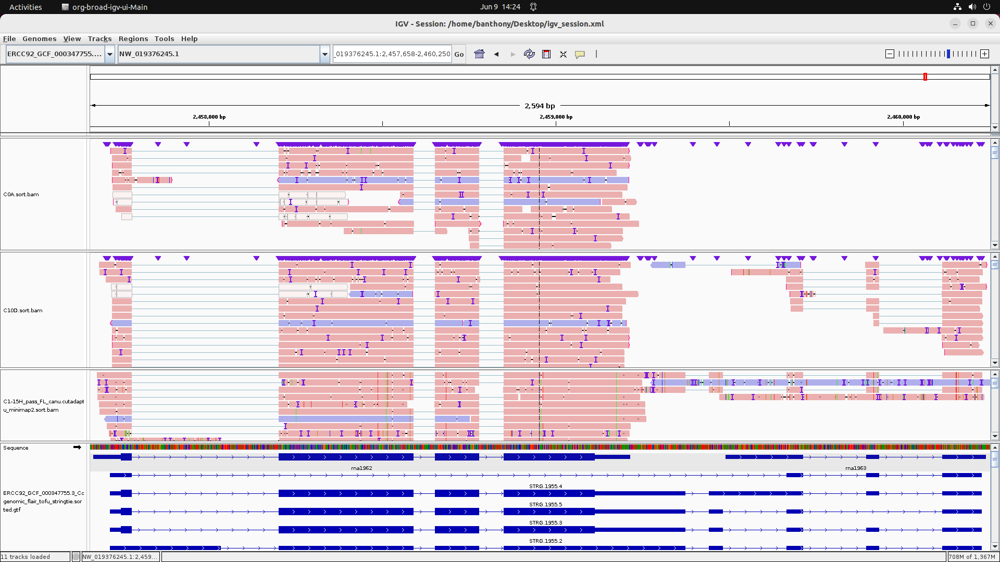 Activities org-broad-igv-ui-Main Jun 9 14:24
IGV - Session: /home/banthony/Desktop/igv_session.xml
File Genomes View Tracks Regions Tools Help
ERCC92_GCF_000347755.... NW_019376245.1 _019376245.1:2,457,658-2,460,250 Go
2,594 bp
2,458,000 bp 2,459,000 bp 2,460,000 bp
C0A.sort.bam
C10D.sort.bam
C1-15H_pass_FL_canu.cutadapt
u_minimap2.sort.bam
Sequence
rna1962 rna1963
STRG.1955.4
ERCC92_GCF_000347755.3_Cc
genomic_flair_tofu_stringtie.sor
ted.gtf
STRG.1955.5
STRG.1955.3
STRG.1955.2
11 tracks loaded NW_019376245.1:2,459... 708M of 1,367M